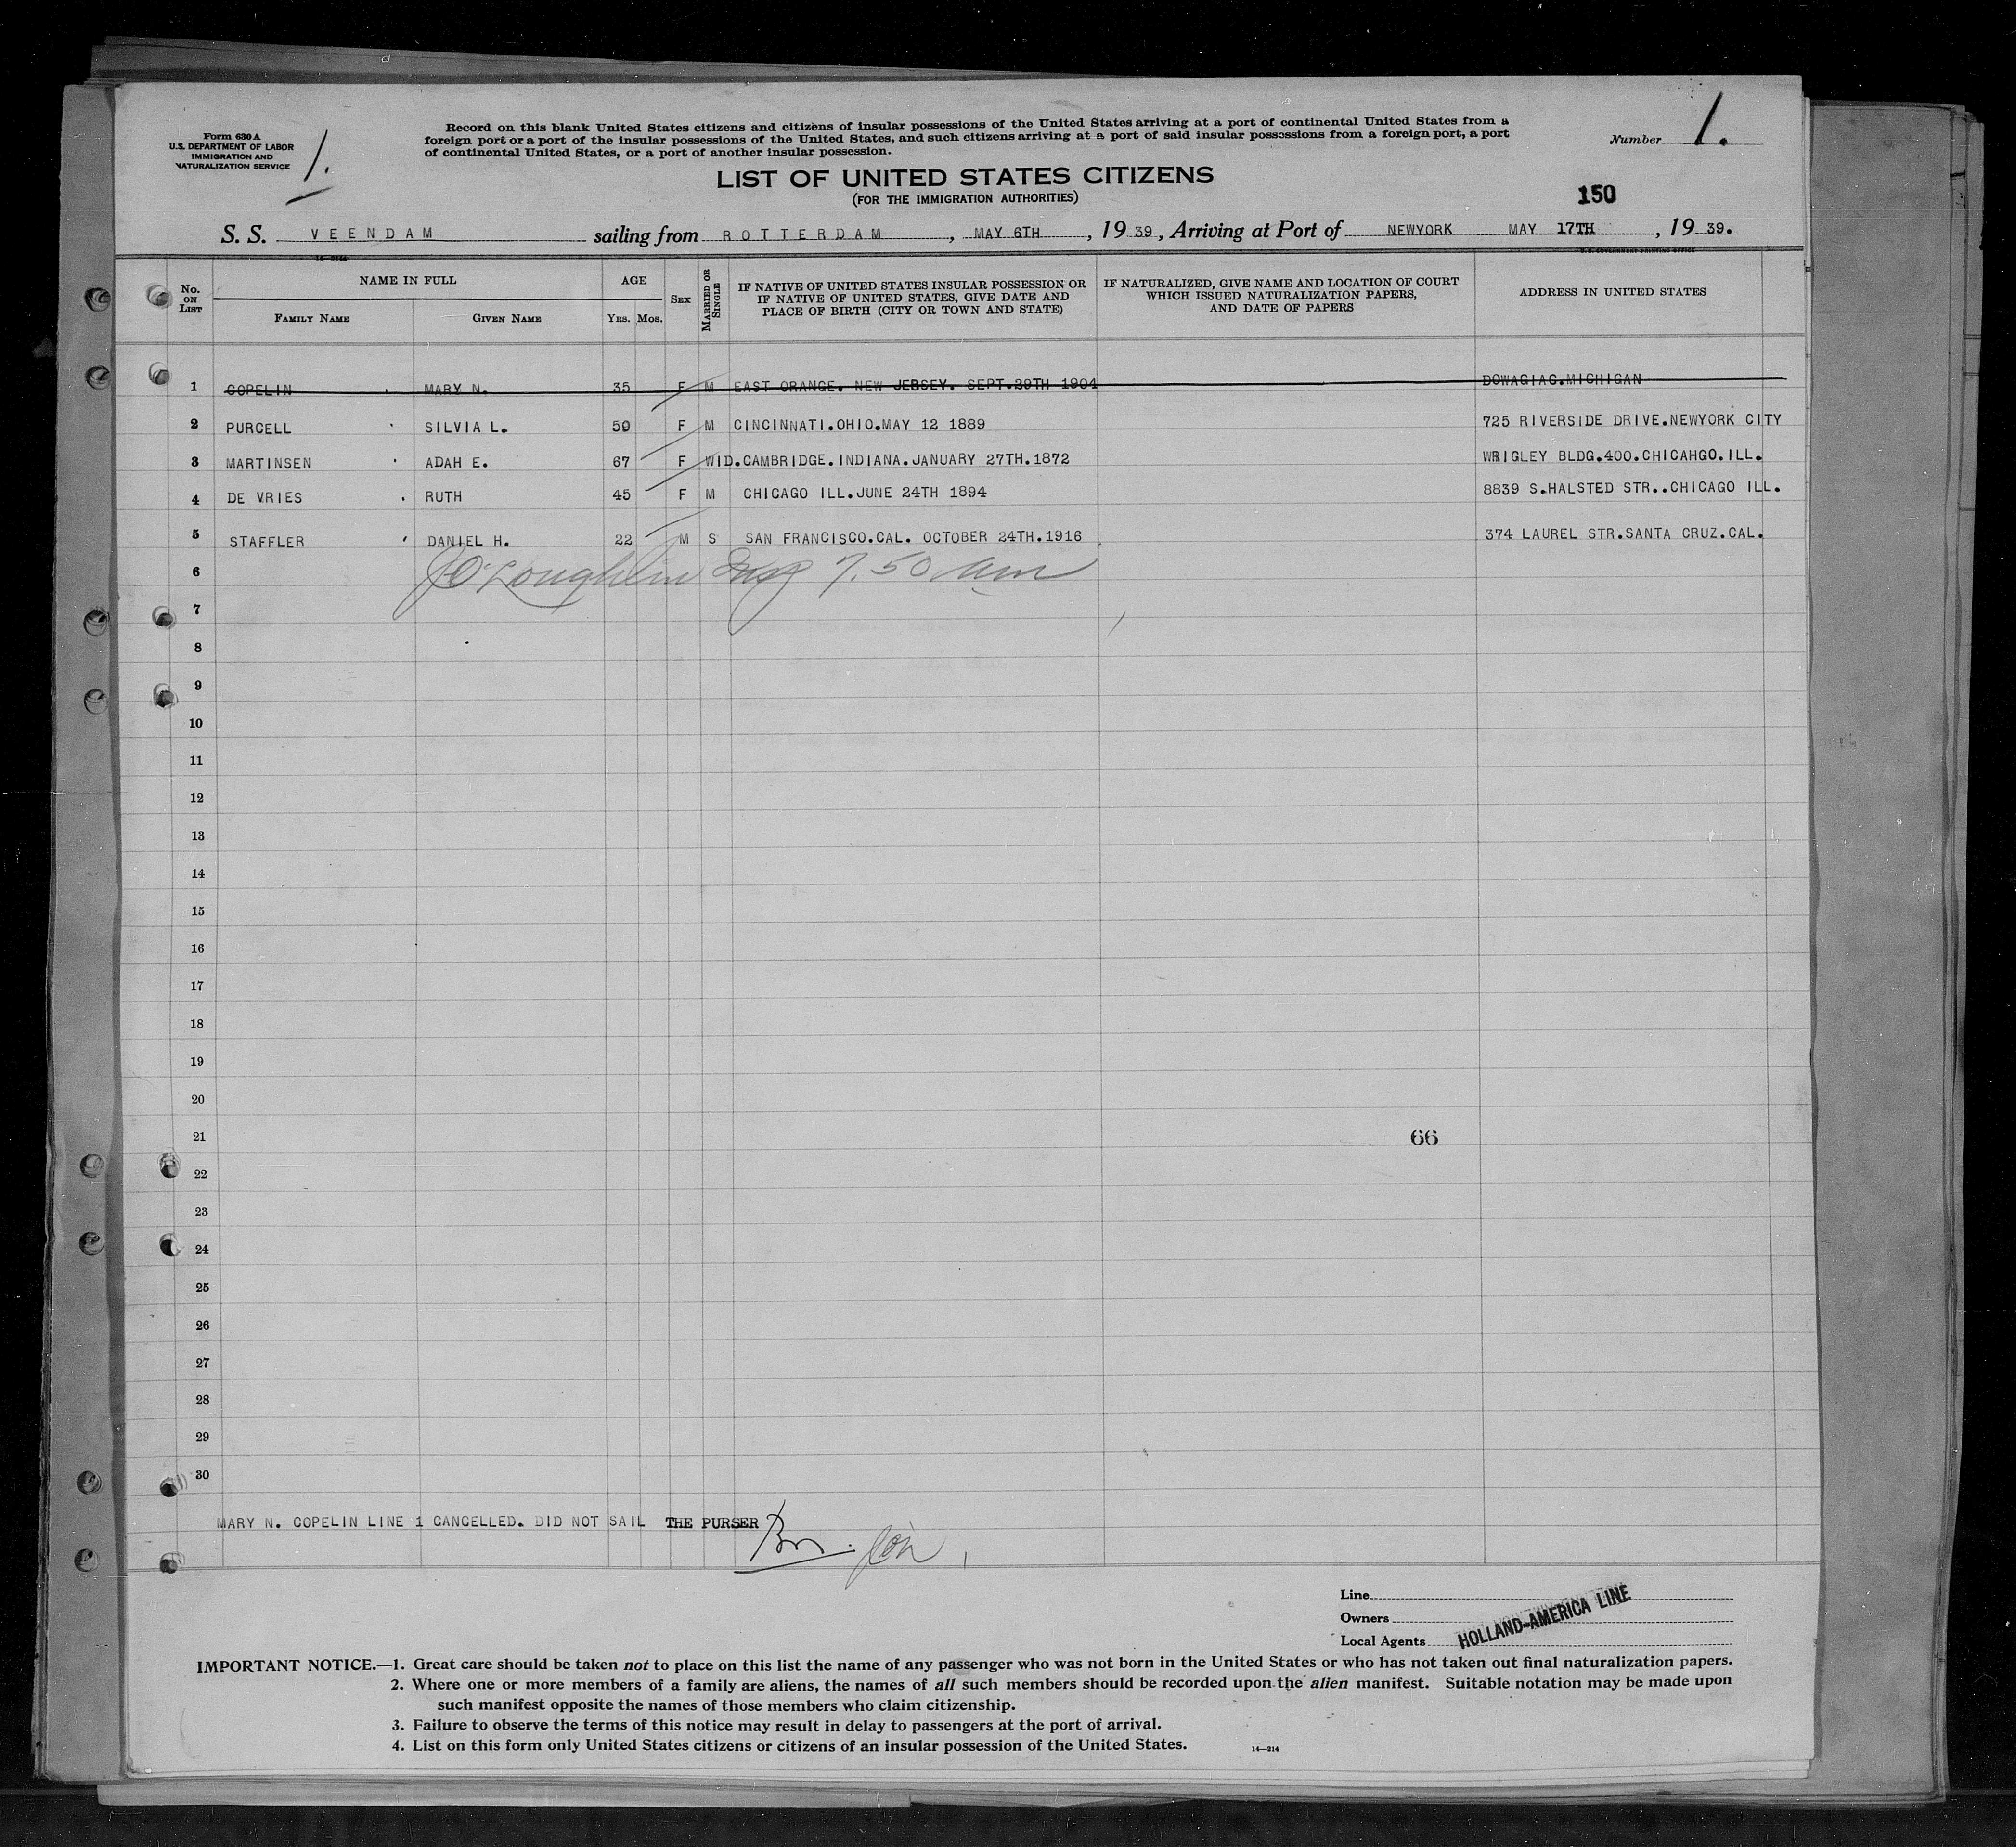 Form 630 A
U.S. DEPARTMENT OF LABOR
IMMIGRATION AND
NATURALIZATION SERVICE
1.
Record on this blank United States citizens and citizens of insular possessions of the United States arriving at a port of continental United States from a
foreign port or a port of the insular possessions of the United States, and such citizens arriving at a port of said insular possessions from a foreign port, a port
of continental United States, or a port of another insular possession.
Number 1.
LIST OF UNITED STATES CITIZENS
(FOR THE IMMIGRATION AUTHORITIES)
150
S. S. VEENDAM sailing from ROTTERDAM, MAY 6TH, 1939, Arriving at Port of NEWYORK MAY 17TH, 1939.
No. ON LIST
NAME IN FULL
FAMILY NAME
GIVEN NAME
AGE
YRS. MOS.
SEX
MARRIED OR SINGLE
IF NATIVE OF UNITED STATES INSULAR POSSESSION OR
IF NATIVE OF UNITED STATES, GIVE DATE AND
PLACE OF BIRTH (CITY OR TOWN AND STATE)
IF NATURALIZED, GIVE NAME AND LOCATION OF COURT
WHICH ISSUED NATURALIZATION PAPERS,
AND DATE OF PAPERS
ADDRESS IN UNITED STATES
1 COPELIN MARY N. 35 F M EAST ORANGE. NEW JERSEY. SEPT.29TH 1904 DOWAGIAC.MICHIGAN
2 PURCELL SILVIA L. 50 F M CINCINNATI.OHIO.MAY 12 1889 725 RIVERSIDE DRIVE.NEWYORK CITY
3 MARTINSEN ADAH E. 67 F WID. CAMBRIDGE.INDIANA.JANUARY 27TH.1872 WRIGLEY BLDG.400.CHICAHGO.ILL.
4 DE VRIES RUTH 45 F M CHICAGO ILL.JUNE 24TH 1894 8839 S.HALSTED STR..CHICAGO ILL.
5 STAFFLER DANIEL H. 22 M S SAN FRANCISCO.CAL. OCTOBER 24TH.1916 374 LAUREL STR.SANTA CRUZ.CAL.
6 O'Loughlin 7.50 am
7
8
9
10
11
12
13
14
15
16
17
18
19
20
21 66
22
23
24
25
26
27
28
29
30
MARY N. COPELIN LINE 1 CANCELLED. DID NOT SAIL THE PURSER
Line
Owners
Local Agents HOLLAND-AMERICA LINE
IMPORTANT NOTICE.—1. Great care should be taken not to place on this list the name of any passenger who was not born in the United States or who has not taken out final naturalization papers.
2. Where one or more members of a family are aliens, the names of all such members should be recorded upon the alien manifest. Suitable notation may be made upon
such manifest opposite the names of those members who claim citizenship.
3. Failure to observe the terms of this notice may result in delay to passengers at the port of arrival.
4. List on this form only United States citizens or citizens of an insular possession of the United States.
14—214